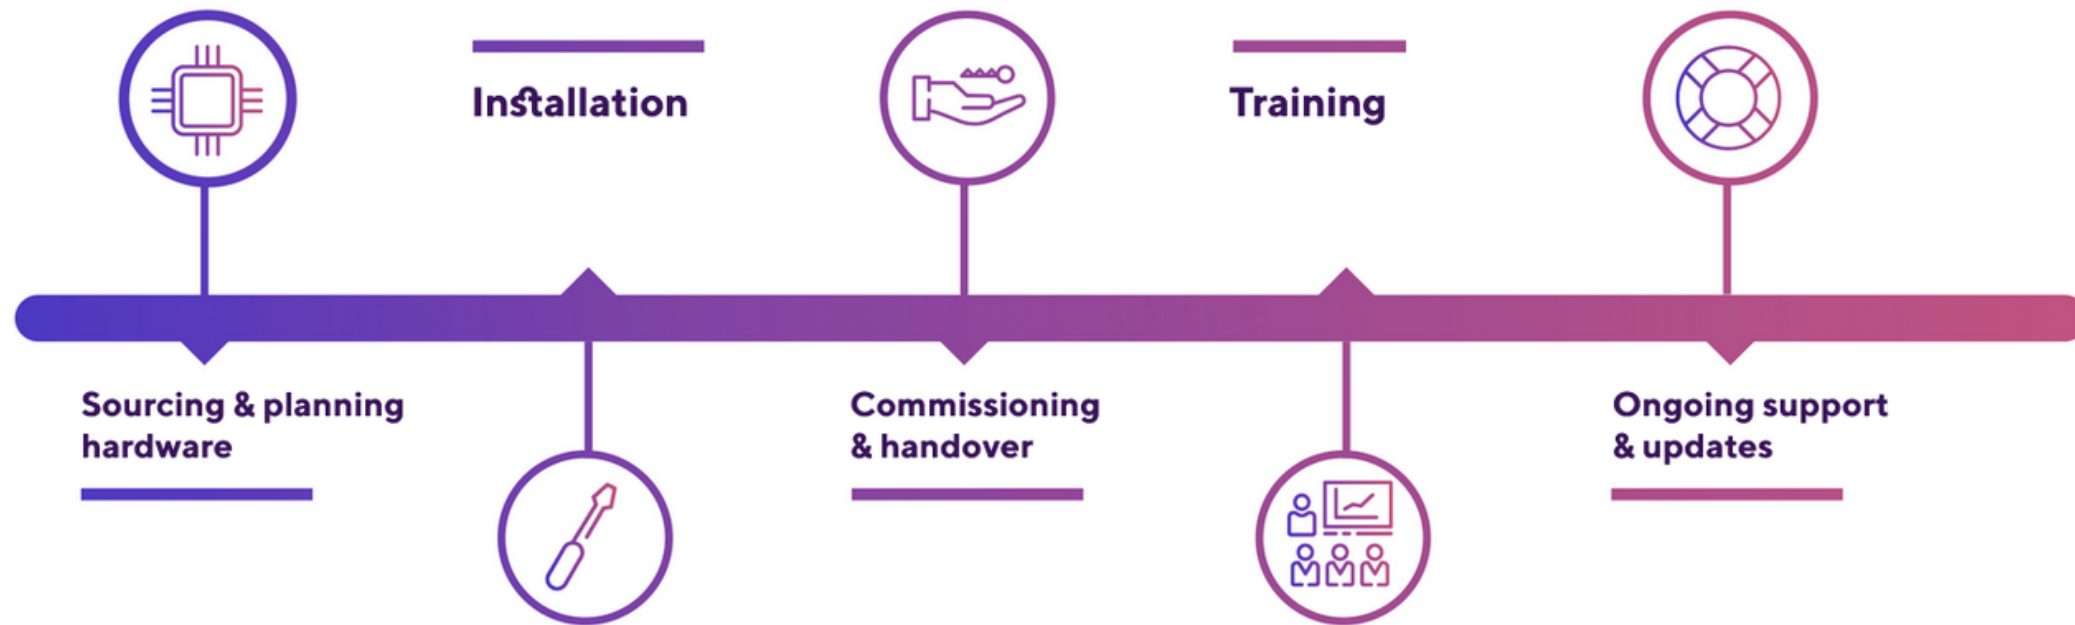 Sourcing & planning
hardware
Installation
Commissioning
& handover
Training
Ongoing support
& updates